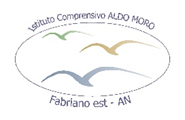 Istituto Comprensivo ALDO MORO
Fabriano est - AN